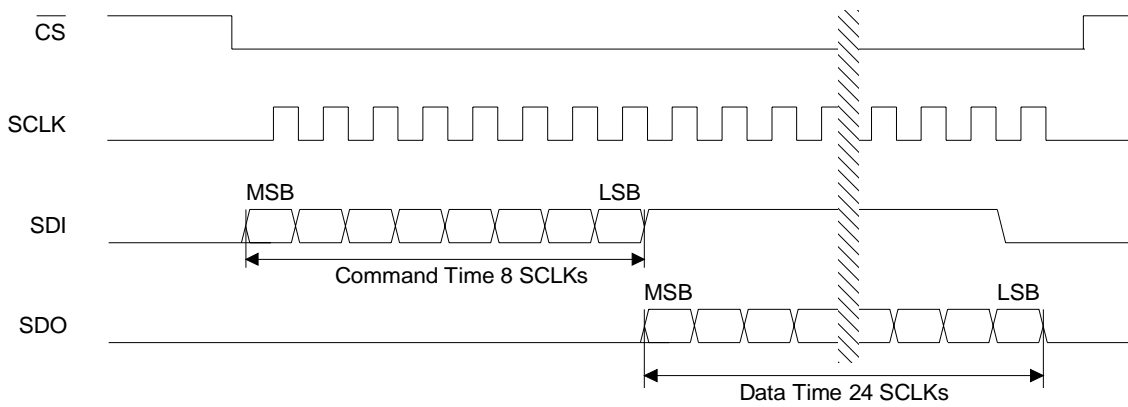 CS
SCLK
MSB
LSB
SDI
Command Time 8 SCLKs
MSB
LSB
SDO
Data Time 24 SCLKs